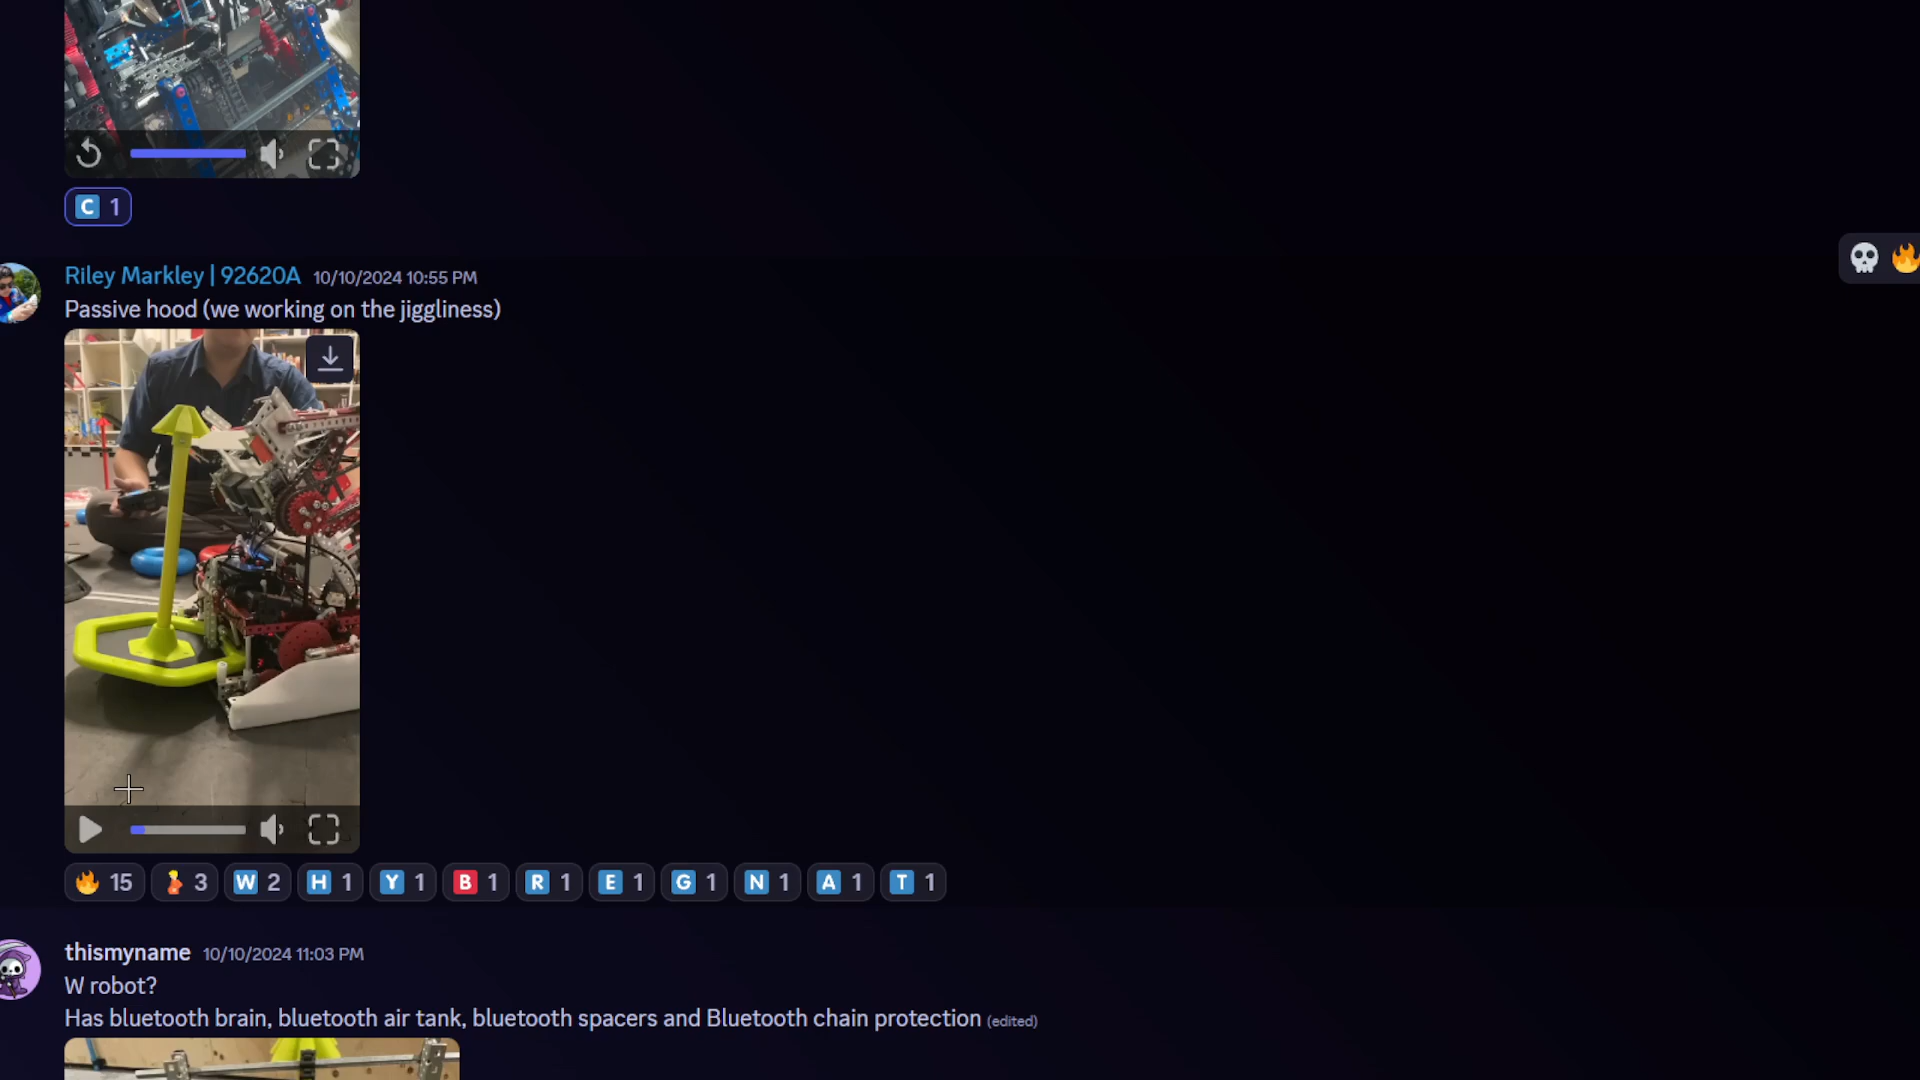 C 1
Riley Markley | 92620A 10/10/2024 10:55 PM
Passive hood (we working on the jiggliness)
15 3 W 2 H 1 Y 1 B 1 R 1 E 1 G 1 N 1 A 1 T 1
thismyname 10/10/2024 11:03 PM
W robot?
Has bluetooth brain, bluetooth air tank, bluetooth spacers and Bluetooth chain protection (edited)